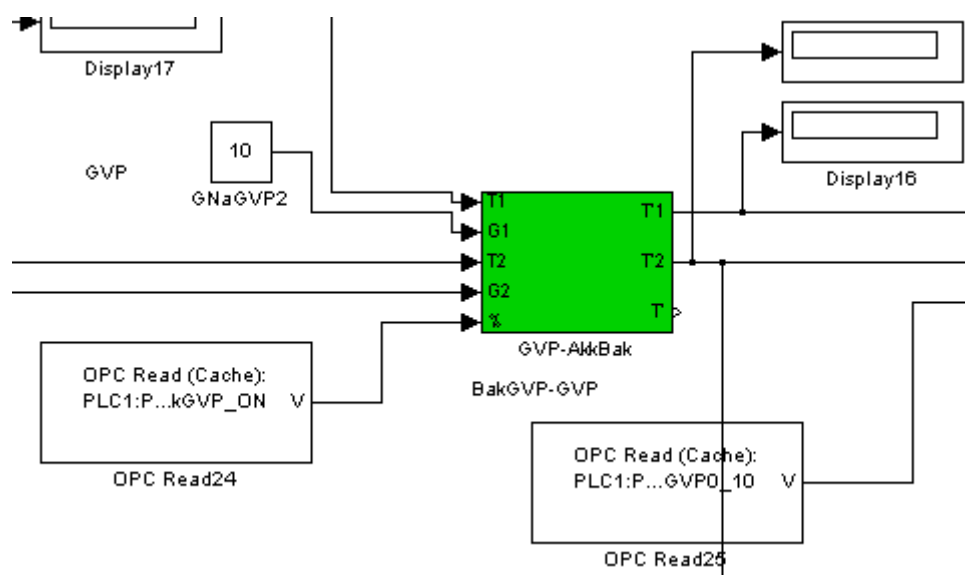 Display17
GVP
10
GNaGVP2
Display16
T1
G1
T2
G2
%
T'1
T'2
T'
GVP-AkkBak
BakGVP-GVP
OPC Read (Cache):
PLC1:P...kGVP_ON
V
OPC Read24
OPC Read (Cache):
PLC1:P...GVP0_10
V
OPC Read25